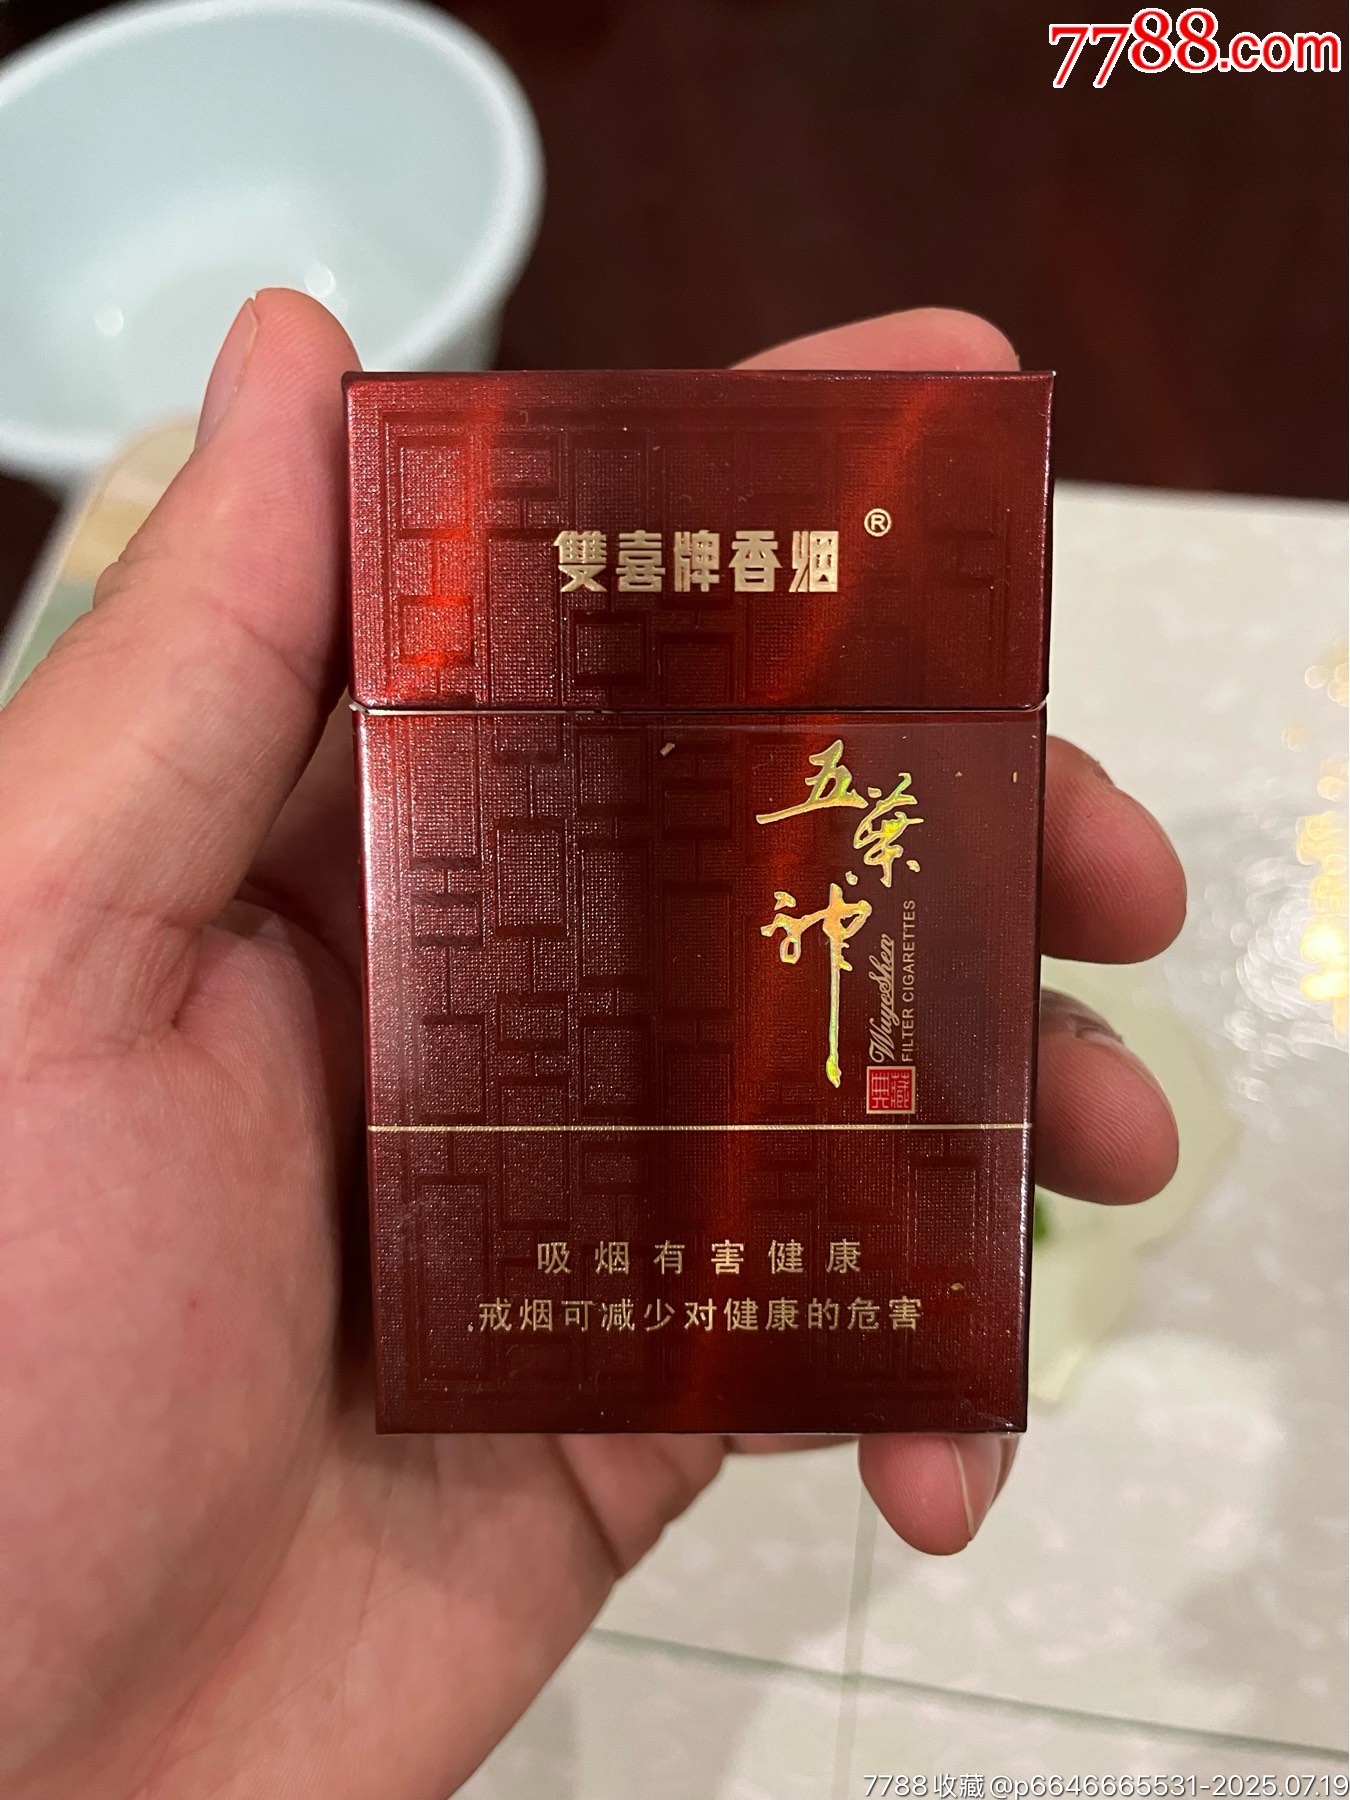 7788.com
雙喜牌香烟®
五葉神
WuyeShen
FILTER CIGARETTES
吸烟有害健康
戒烟可减少对健康的危害
7788收藏@p6646665531-2025.07.19